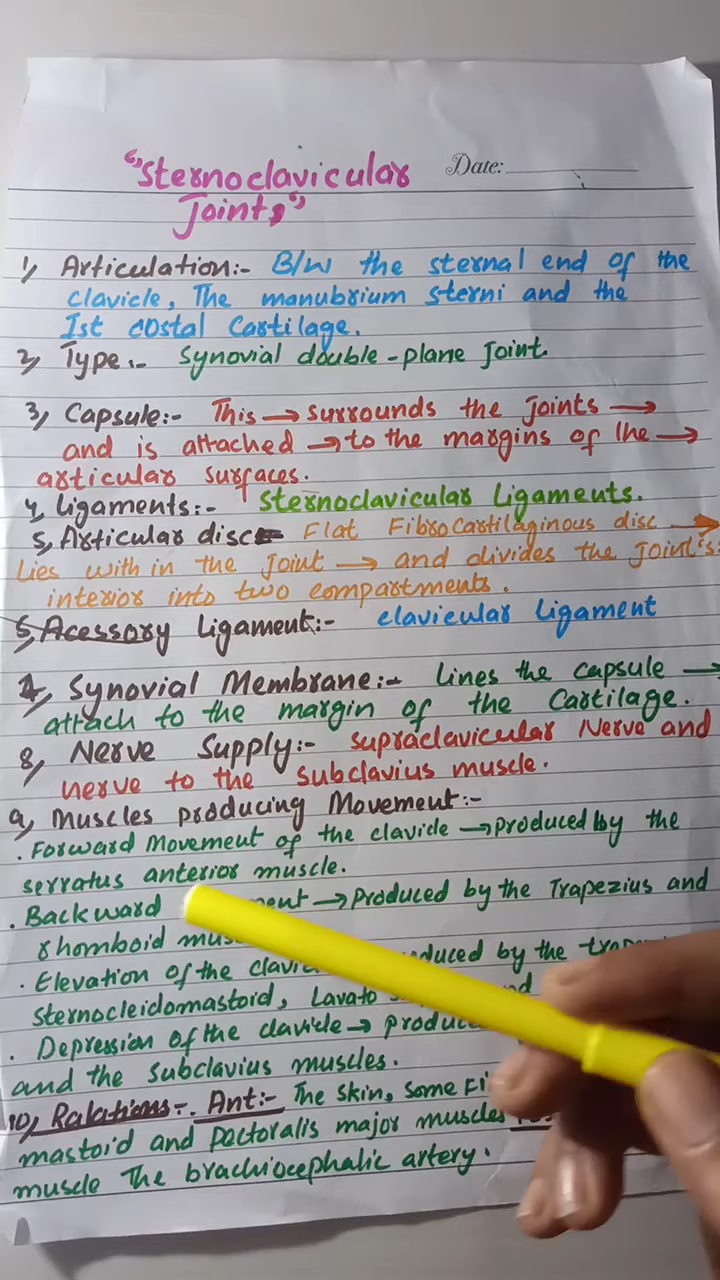 "Sternoclavicular
Date:
Joints"
1, Articulation:- B/W the sternal end of the
clavicle, The manubrium sterni and the
Ist costal Cartilage.
2, Type:- Synovial double-plane Joint.
3, Capsule:- This → surrounds the joints →
and is attached → to the margins of the →
articular surfaces.
4, Ligaments:- Sternoclavicular Ligaments.
5, Articular disc:- Flat Fibrocartilaginous disc →
Lies with in the joint → and divides the joint's
interior into two compartments.
5, Acessory Ligament:- clavicular Ligament
7, Synovial Membrane:- Lines the capsule →
attach to the margin of the Cartilage.
8, Nerve Supply:- Supraclavicular Nerve and
nerve to the Subclavius muscle.
9, Muscles producing Movement:-
. Forward Movement of the clavicle → produced by the
serratus anterior muscle.
. Backward → Produced by the Trapezius and
rhomboid
. Elevation of the by the
Sternocleidomastoid, Lavato
. Depression of the clavicle →
and the subclavius muscles.
10, Ralations:-. Ant:- The skin, some
mastoid and Pactoralis major muscles
muscle The brachiocephalic artery.